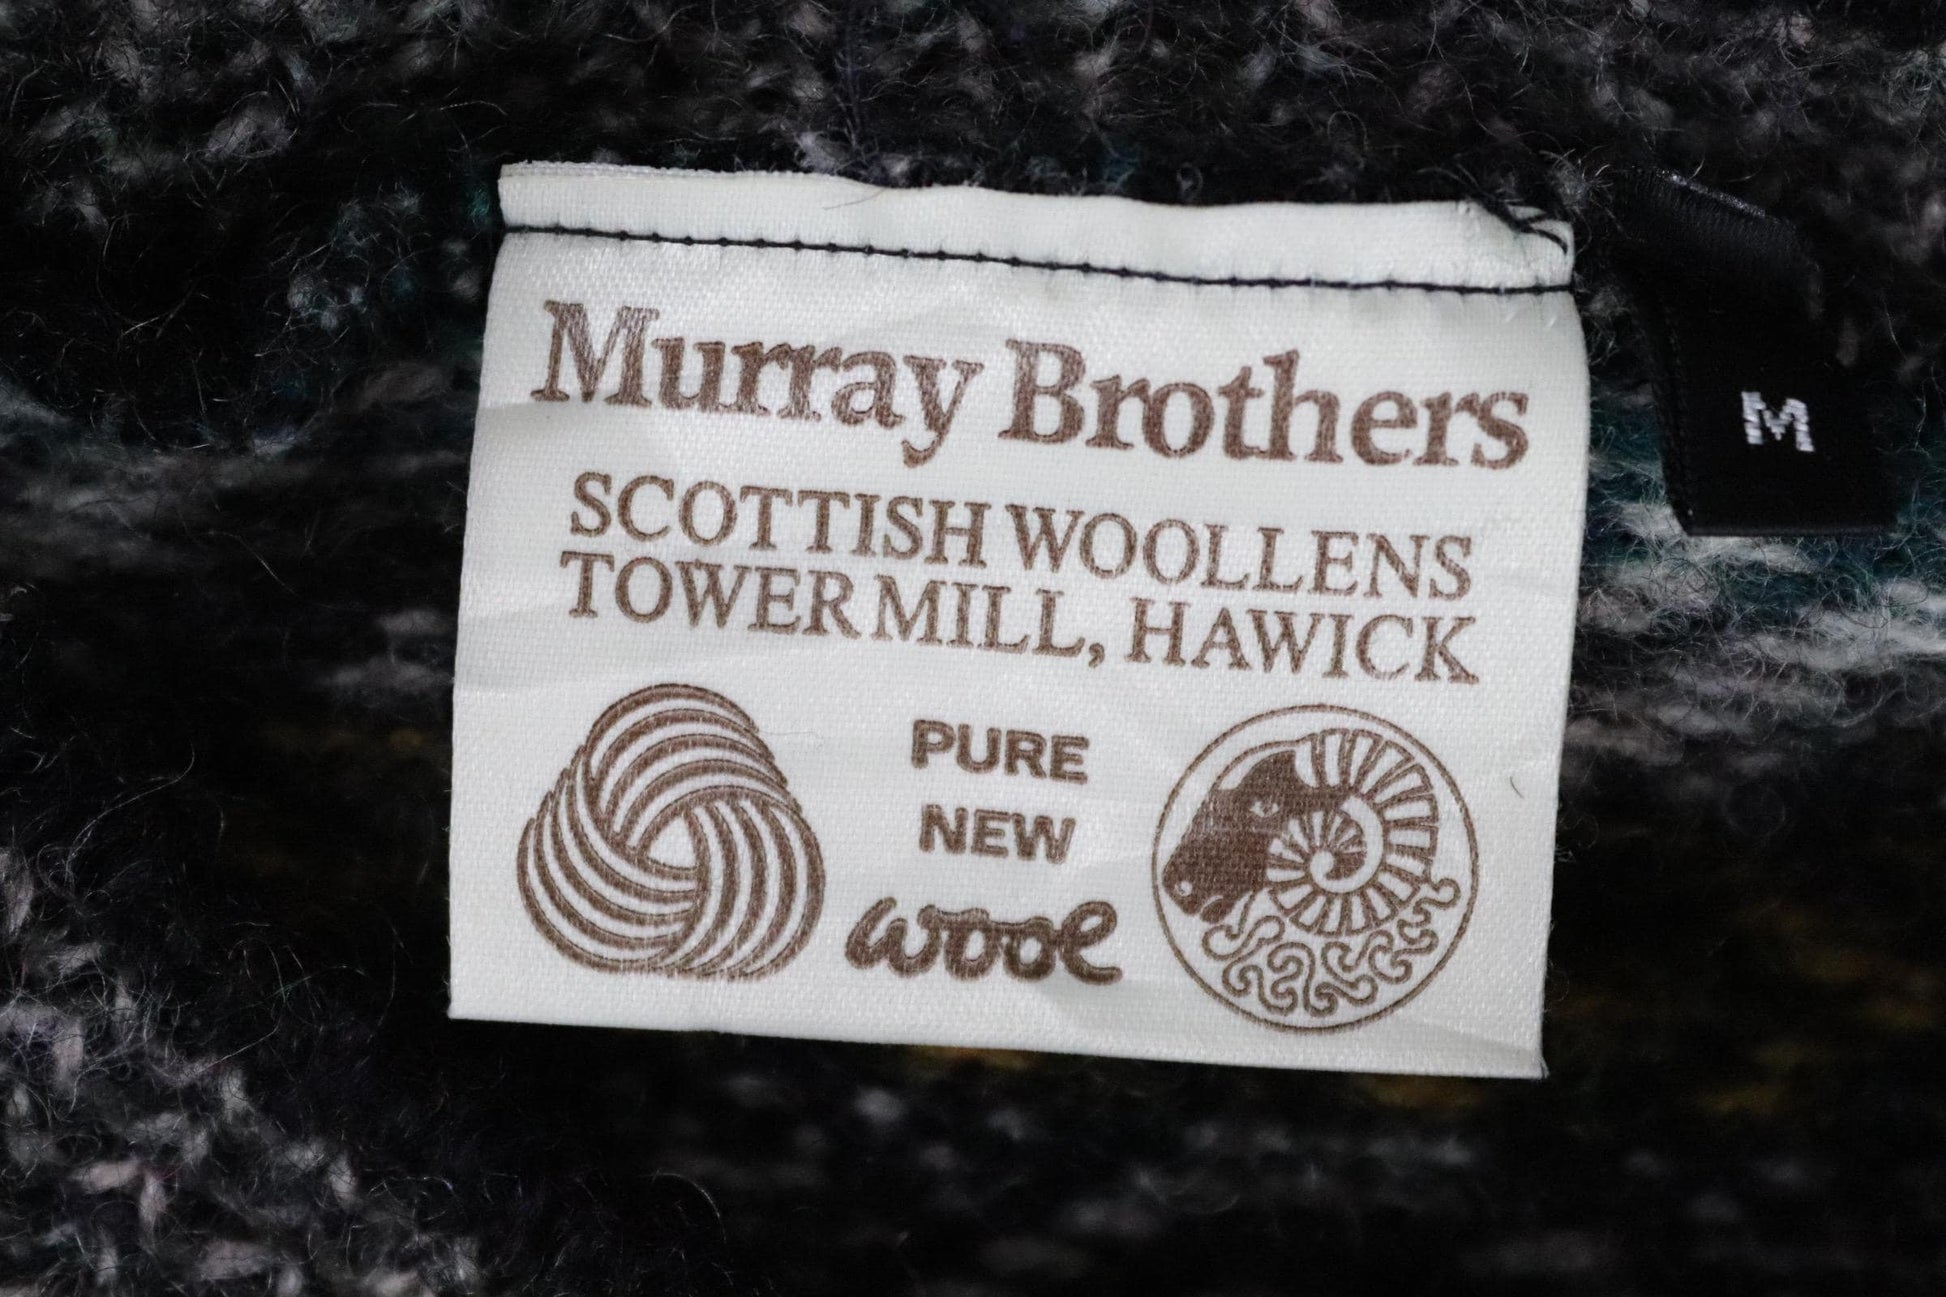 Murray Brothers
SCOTTISH WOOLLENS
TOWER MILL, HAWICK
PURE
NEW
wool
M